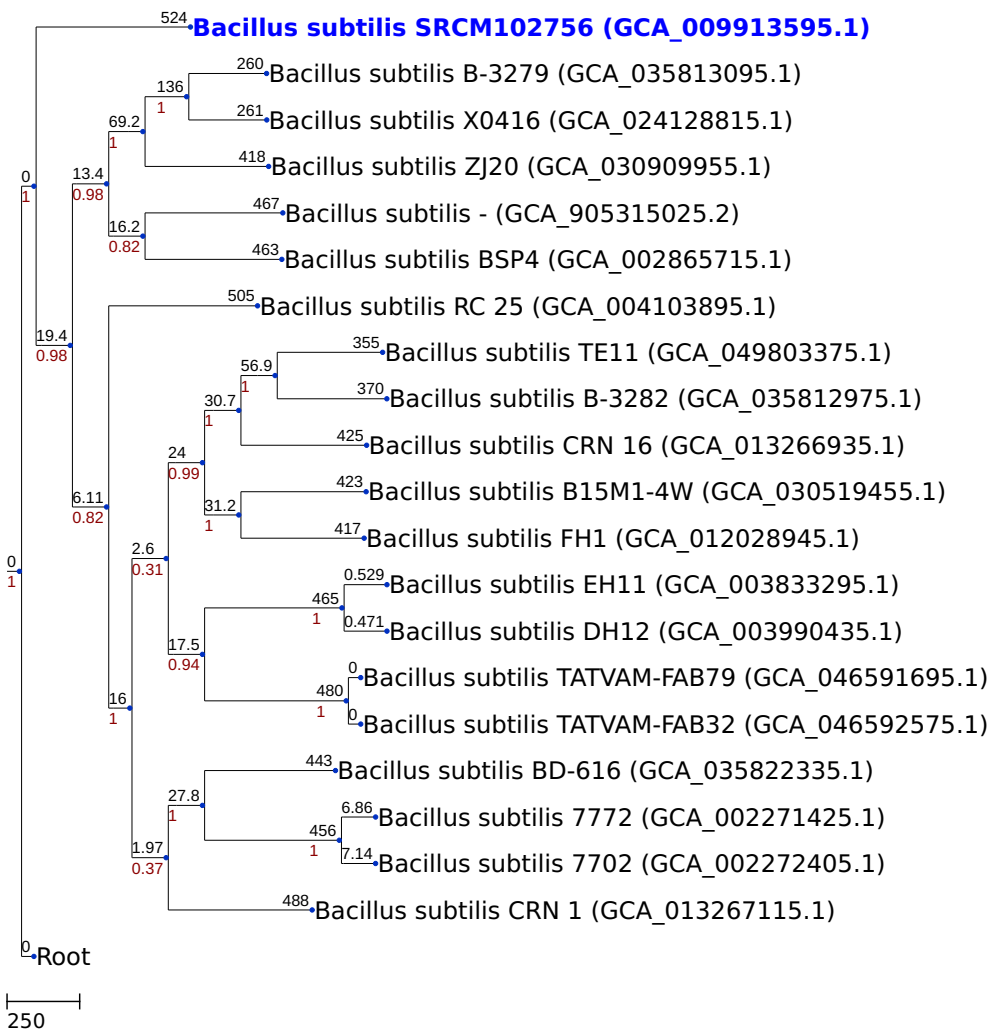 524
Bacillus subtilis SRCM102756 (GCA_009913595.1)
260
Bacillus subtilis B-3279 (GCA_035813095.1)
136
1
261
Bacillus subtilis X0416 (GCA_024128815.1)
69.2
1
418
Bacillus subtilis ZJ20 (GCA_030909955.1)
0
1
13.4
0.98
467
Bacillus subtilis - (GCA_905315025.2)
16.2
0.82
463
Bacillus subtilis BSP4 (GCA_002865715.1)
505
Bacillus subtilis RC 25 (GCA_004103895.1)
19.4
0.98
355
Bacillus subtilis TE11 (GCA_049803375.1)
56.9
1
370
Bacillus subtilis B-3282 (GCA_035812975.1)
30.7
1
425
Bacillus subtilis CRN 16 (GCA_013266935.1)
24
0.99
423
Bacillus subtilis B15M1-4W (GCA_030519455.1)
6.11
0.82
31.2
1
417
Bacillus subtilis FH1 (GCA_012028945.1)
2.6
0.31
0
1
0.529
Bacillus subtilis EH11 (GCA_003833295.1)
465
1
0.471
Bacillus subtilis DH12 (GCA_003990435.1)
17.5
0.94
0
Bacillus subtilis TATVAM-FAB79 (GCA_046591695.1)
480
1
16
1
0
Bacillus subtilis TATVAM-FAB32 (GCA_046592575.1)
443
Bacillus subtilis BD-616 (GCA_035822335.1)
27.8
1
6.86
Bacillus subtilis 7772 (GCA_002271425.1)
456
1
1.97
0.37
7.14
Bacillus subtilis 7702 (GCA_002272405.1)
488
Bacillus subtilis CRN 1 (GCA_013267115.1)
0
Root
250